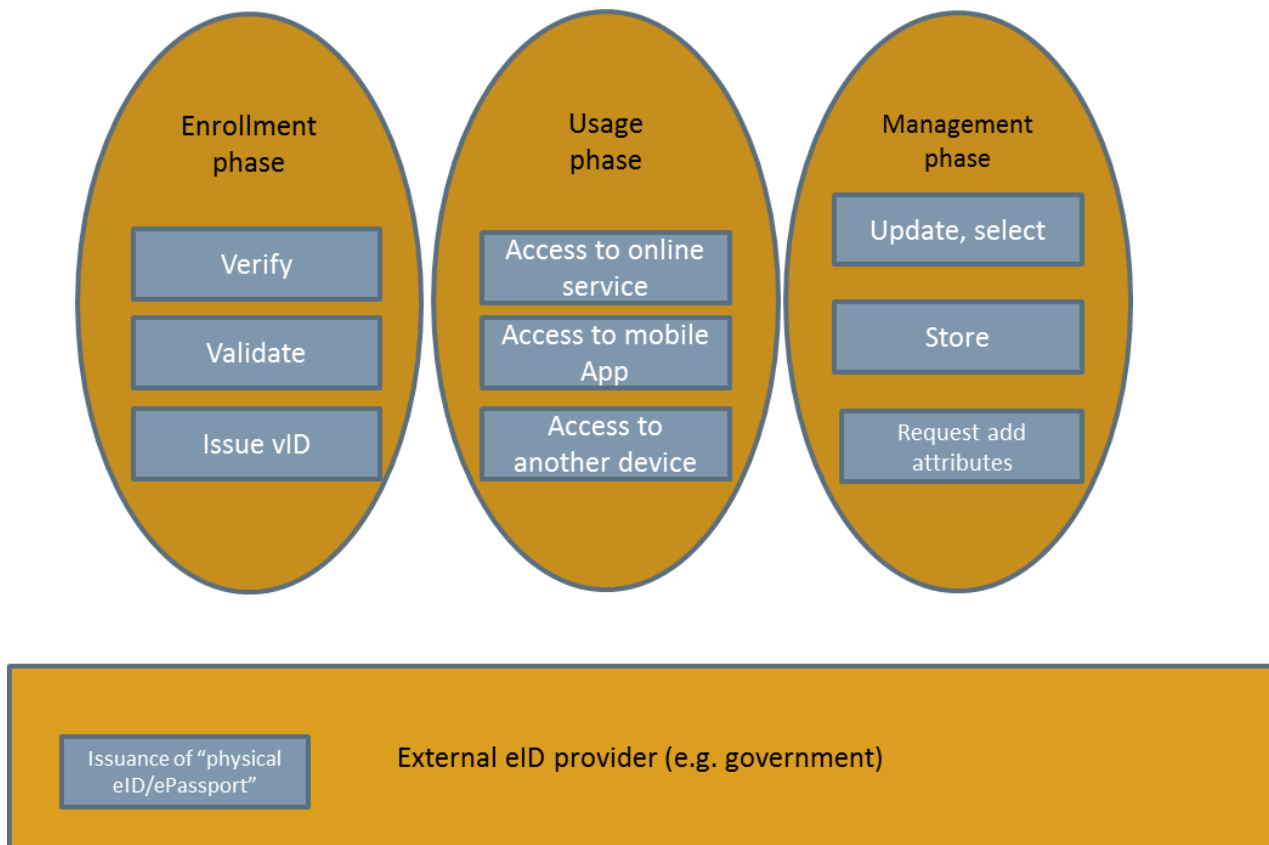 Enrollment
phase
Verify
Validate
Issue vID
Usage
phase
Access to online
service
Access to mobile
App
Access to
another device
Management
phase
Update, select
Store
Request add
attributes
Issuance of “physical
eID/ePassport”
External eID provider (e.g. government)